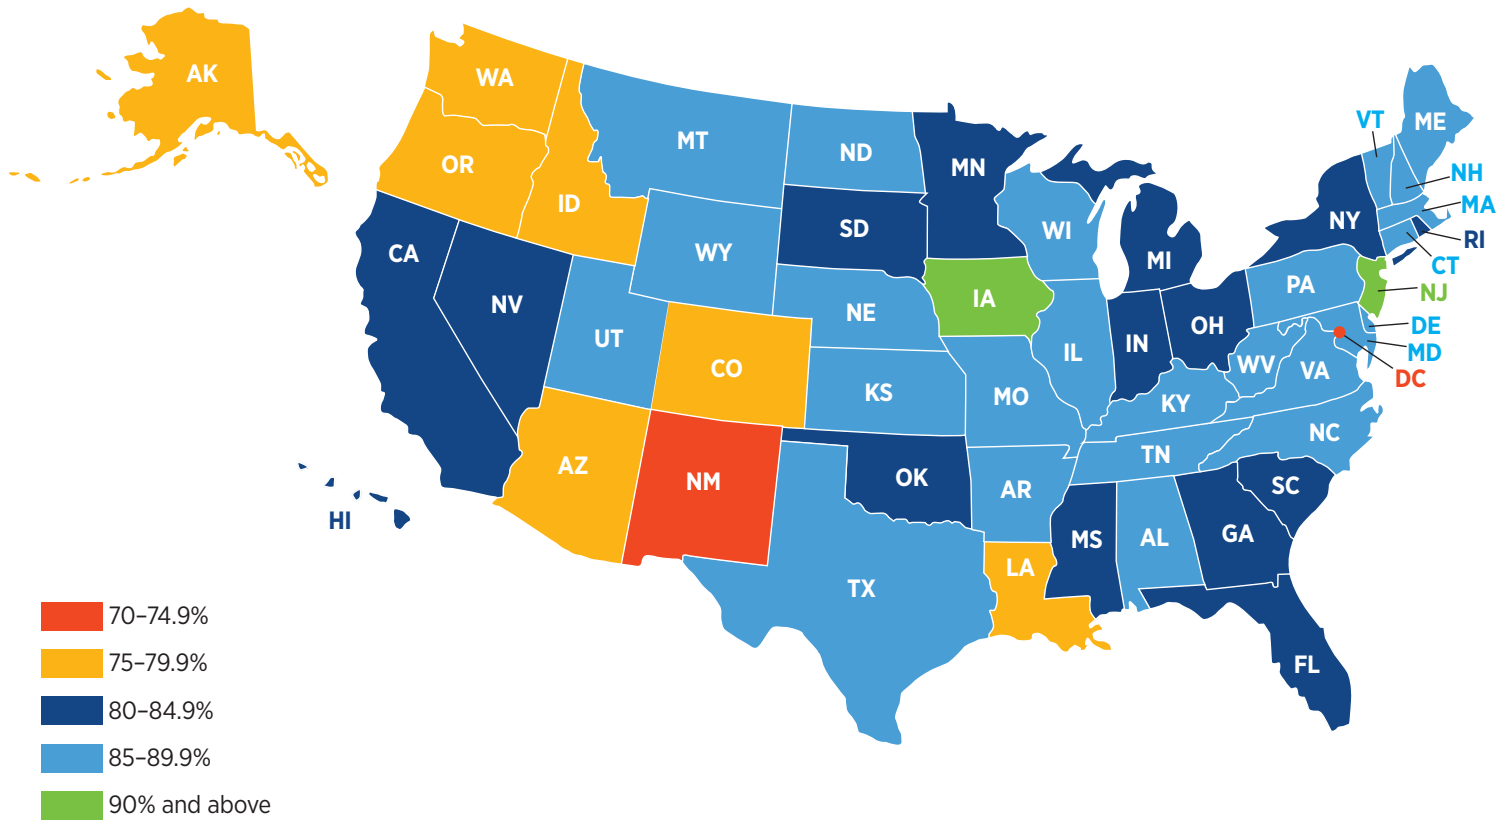 AK
WA
OR
ID
MT
ND
MN
SD
WY
WI
MI
VT
ME
NH
MA
NY
RI
CT
NJ
PA
CA
NV
UT
CO
NE
IA
IL
IN
OH
DE
MD
DC
WV
VA
KS
MO
KY
NC
TN
AZ
NM
OK
AR
SC
HI
MS
AL
GA
LA
TX
FL
70–74.9%
75–79.9%
80–84.9%
85–89.9%
90% and above